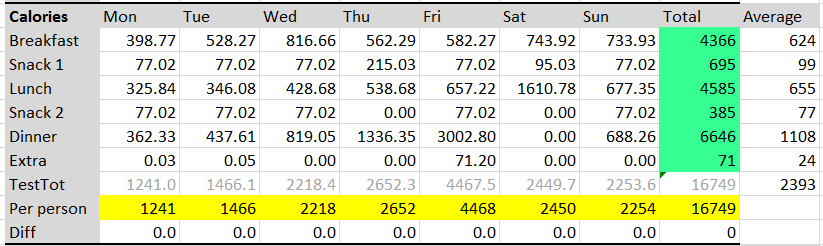 Calories Mon Tue Wed Thu Fri Sat Sun Total Average
Breakfast 398.77 528.27 816.66 562.29 582.27 743.92 733.93 4366 624
Snack 1 77.02 77.02 77.02 215.03 77.02 95.03 77.02 695 99
Lunch 325.84 346.08 428.68 538.68 657.22 1610.78 677.35 4585 655
Snack 2 77.02 77.02 77.02 0.00 77.02 0.00 77.02 385 77
Dinner 362.33 437.61 819.05 1336.35 3002.80 0.00 688.26 6646 1108
Extra 0.03 0.05 0.00 0.00 71.20 0.00 0.00 71 24
TestTot 1241.0 1466.1 2218.4 2652.3 4467.5 2449.7 2253.6 16749 2393
Per person 1241 1466 2218 2652 4468 2450 2254 16749
Diff 0.0 0.0 0.0 0.0 0.0 0.0 0.0 0